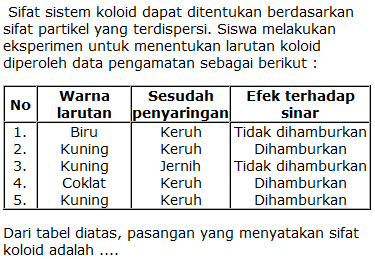 Sifat sistem koloid dapat ditentukan berdasarkan
sifat partikel yang terdispersi. Siswa melakukan
eksperimen untuk menentukan larutan koloid
diperoleh data pengamatan sebagai berikut :
No Warna larutan Sesudah penyaringan Efek terhadap sinar
1. Biru Keruh Tidak dihamburkan
2. Kuning Keruh Dihamburkan
3. Kuning Jernih Tidak dihamburkan
4. Coklat Keruh Dihamburkan
5. Kuning Keruh Dihamburkan
Dari tabel diatas, pasangan yang menyatakan sifat
koloid adalah ....